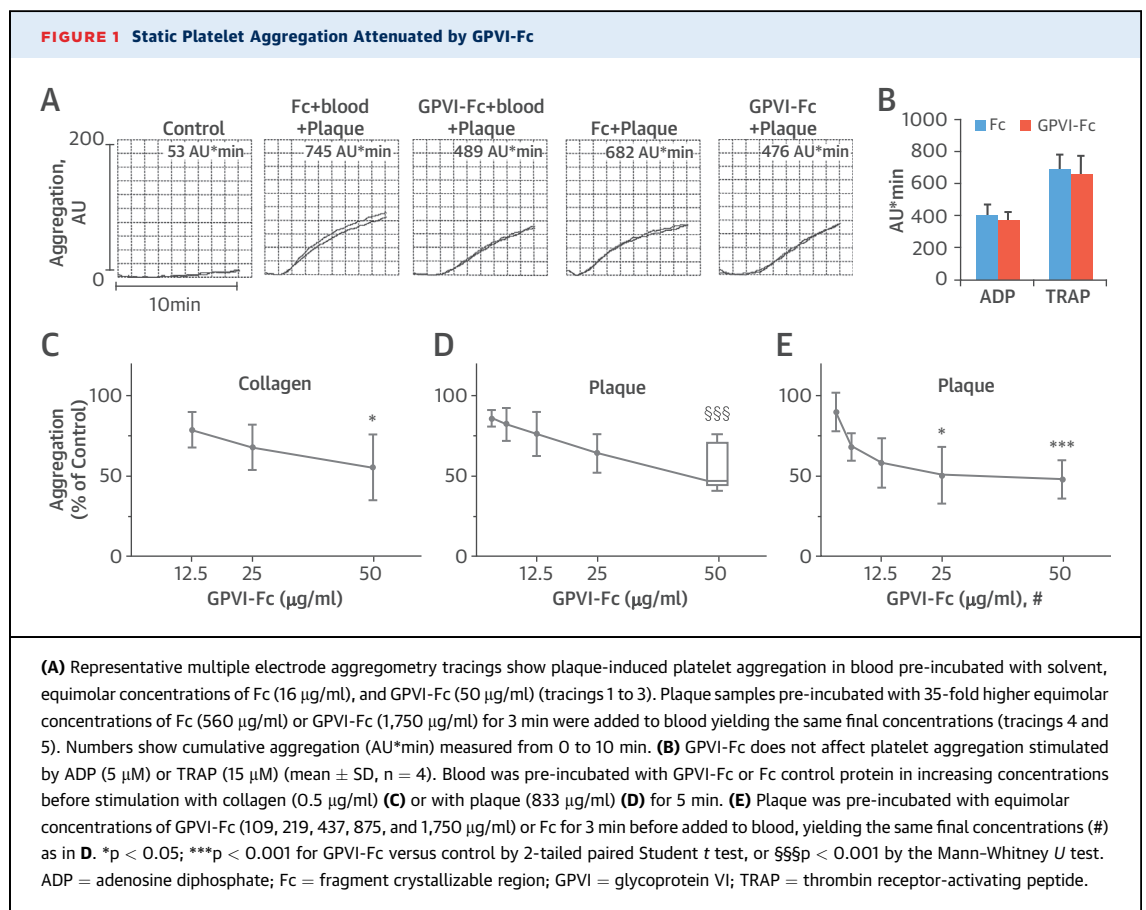 FIGURE 1 Static Platelet Aggregation Attenuated by GPVI-Fc
A
Control
53 AU*min
Fc+blood
+Plaque
745 AU*min
GPVI-Fc+blood
+Plaque
489 AU*min
Fc+Plaque
682 AU*min
GPVI-Fc
+Plaque
476 AU*min
200
0
Aggregation,
AU
10min
B
Fc
GPVI-Fc
1000
800
600
400
200
0
AU*min
ADP
TRAP
C
Collagen
100
50
0
Aggregation
(% of Control)
*
12.5
25
50
GPVI-Fc (µg/ml)
D
Plaque
100
50
0
§§§
12.5
25
50
GPVI-Fc (µg/ml)
E
Plaque
100
50
0
*
***
12.5
25
50
GPVI-Fc (µg/ml), #
(A) Representative multiple electrode aggregometry tracings show plaque-induced platelet aggregation in blood pre-incubated with solvent,
equimolar concentrations of Fc (16 µg/ml), and GPVI-Fc (50 µg/ml) (tracings 1 to 3). Plaque samples pre-incubated with 35-fold higher equimolar
concentrations of Fc (560 µg/ml) or GPVI-Fc (1,750 µg/ml) for 3 min were added to blood yielding the same final concentrations (tracings 4 and
5). Numbers show cumulative aggregation (AU*min) measured from 0 to 10 min. (B) GPVI-Fc does not affect platelet aggregation stimulated
by ADP (5 µM) or TRAP (15 µM) (mean ± SD, n = 4). Blood was pre-incubated with GPVI-Fc or Fc control protein in increasing concentrations
before stimulation with collagen (0.5 µg/ml) (C) or with plaque (833 µg/ml) (D) for 5 min. (E) Plaque was pre-incubated with equimolar
concentrations of GPVI-Fc (109, 219, 437, 875, and 1,750 µg/ml) or Fc for 3 min before added to blood, yielding the same final concentrations (#)
as in D. *p < 0.05; ***p < 0.001 for GPVI-Fc versus control by 2-tailed paired Student t test, or §§§p < 0.001 by the Mann–Whitney U test.
ADP = adenosine diphosphate; Fc = fragment crystallizable region; GPVI = glycoprotein VI; TRAP = thrombin receptor-activating peptide.